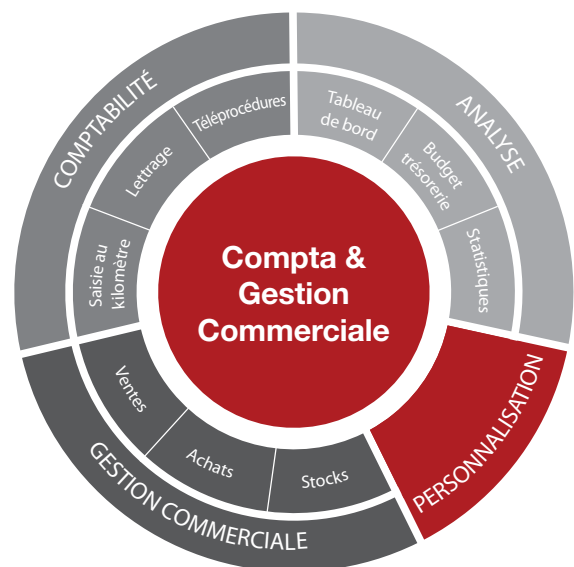 COMPTABILITÉ
Saisie au
kilomètre
Lettrage
Téléprocédures
ANALYSE
Tableau
de bord
Budget
trésorerie
Statistiques
Compta &
Gestion
Commerciale
PERSONNALISATION
GESTION COMMERCIALE
Ventes
Achats
Stocks